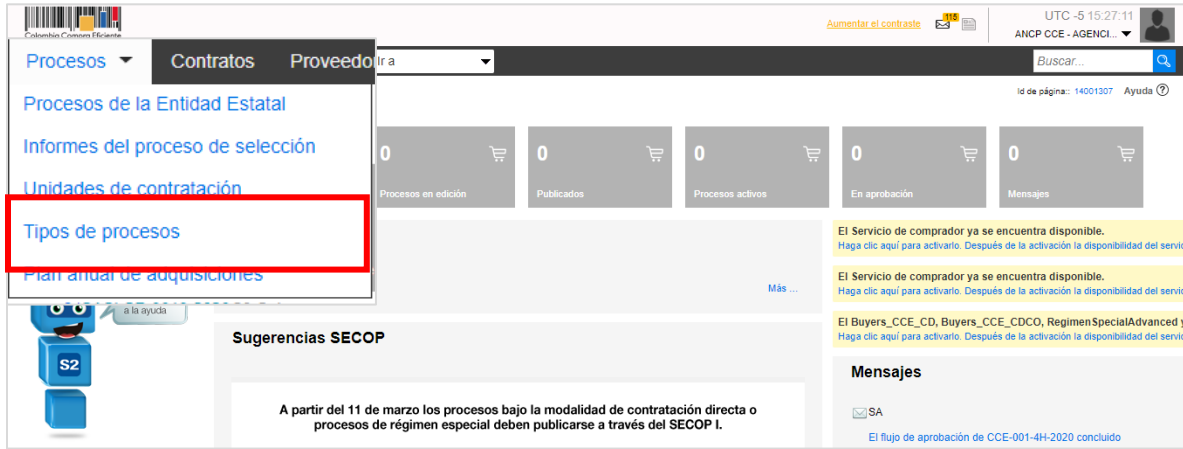 Colombia Compra Eficiente
Aumentar el contraste
115
UTC -5 15:27:11
ANCP CCE - AGENCI...
Procesos
Contratos
Proveedo
Ir a
Buscar...
Id de página:: 14001307
Ayuda
Procesos de la Entidad Estatal
Informes del proceso de selección
Unidades de contratación
Tipos de procesos
Plan anual de adquisiciones
0
Procesos en edición
0
Publicados
0
Procesos activos
0
En aprobación
0
Mensajes
El Servicio de comprador ya se encuentra disponible.
Haga clic aquí para activarlo. Después de la activación la disponibilidad del servic
El Servicio de comprador ya se encuentra disponible.
Haga clic aquí para activarlo. Después de la activación la disponibilidad del servic
El Buyers_CCE_CD, Buyers_CCE_CDCO, RegimenSpecialAdvanced y
Haga clic aquí para activarlo. Después de la activación la disponibilidad del servic
Más ...
a la ayuda
S2
Sugerencias SECOP
A partir del 11 de marzo los procesos bajo la modalidad de contratación directa o
procesos de régimen especial deben publicarse a través del SECOP I.
Mensajes
SA
El flujo de aprobación de CCE-001-4H-2020 concluido